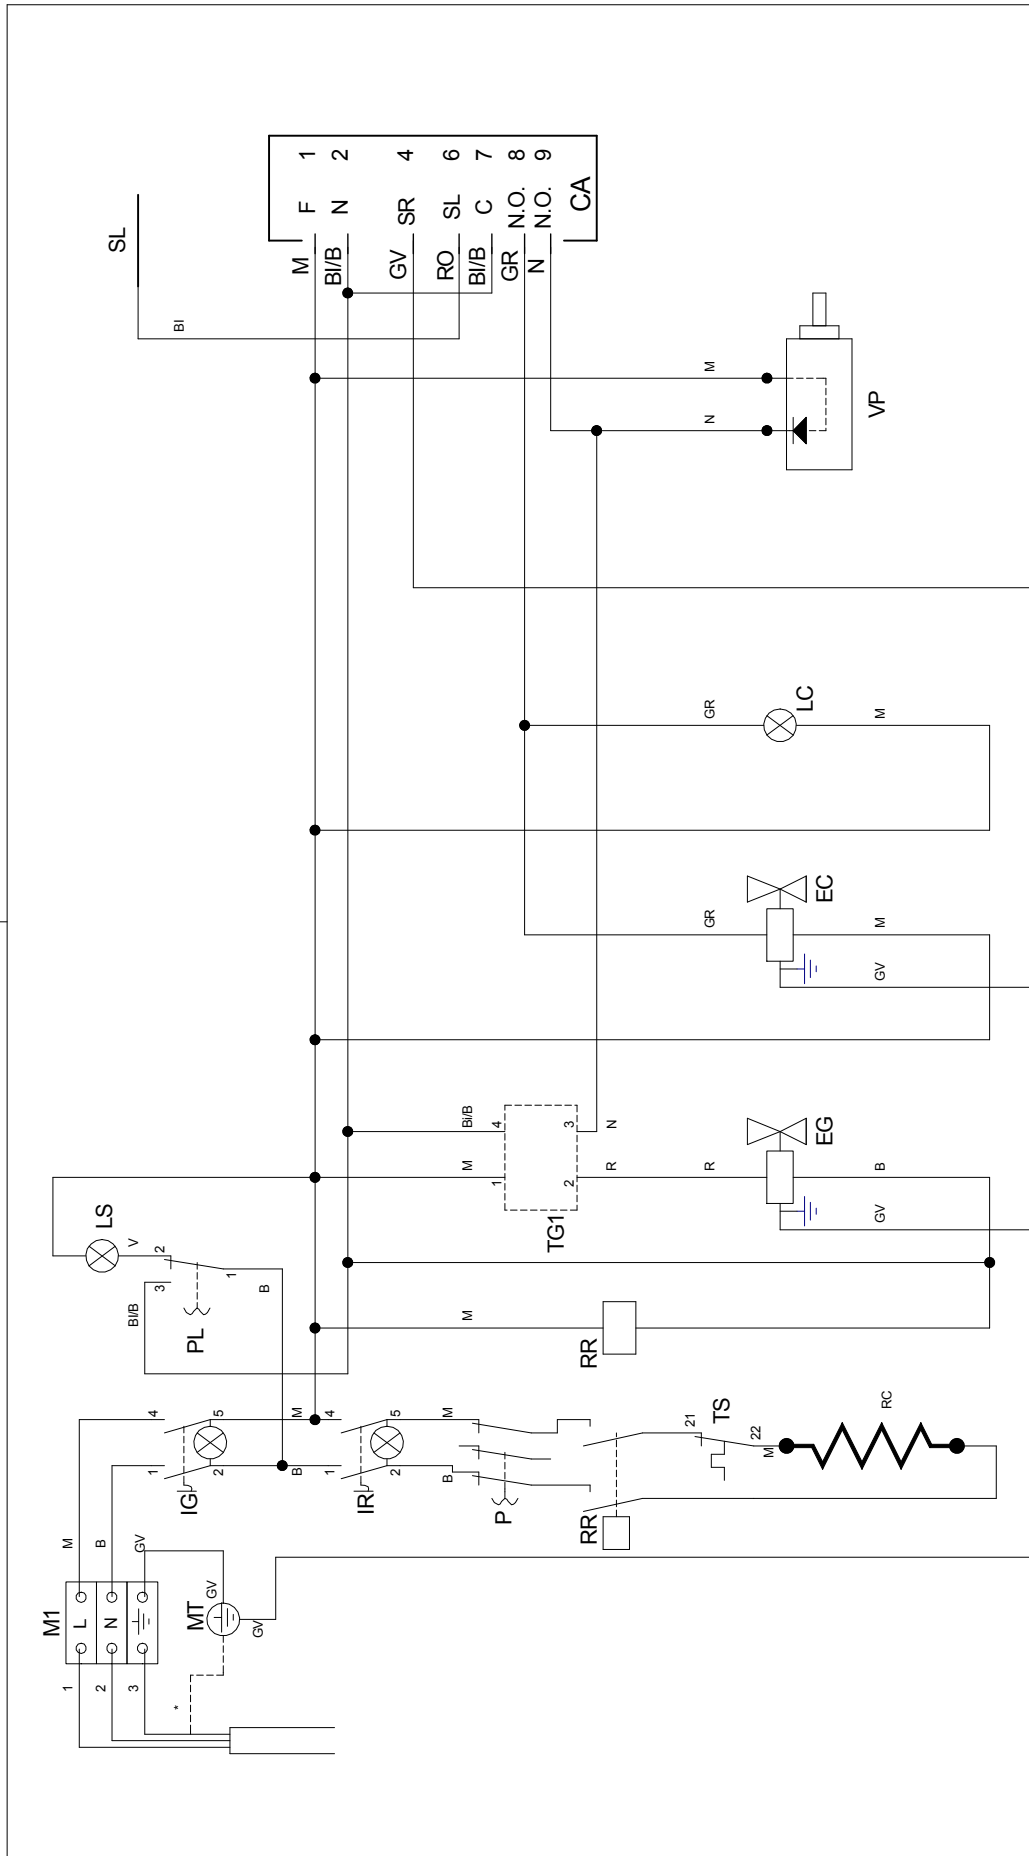 SL
BI
F 1
N 2
SR 4
SL 6
C 7
N.O. 8
N.O. 9
CA
M
BI/B
GV
RO
BI/B
GR
N
M
N
VP
GR
LC
M
GR
EC
M
GV
BI/B
M
4
1
3
2
N
R
TG1
R
EG
B
GV
LS
V
2
3
1
BI/B
B
PL
M
RR
4
1
5
2
IG
M
B
4
1
5
2
IR
M
B
P
RR
21
22
TS
M
RC
M
B
GV
M1
L
N
1
2
3
MT
GV
GV
*